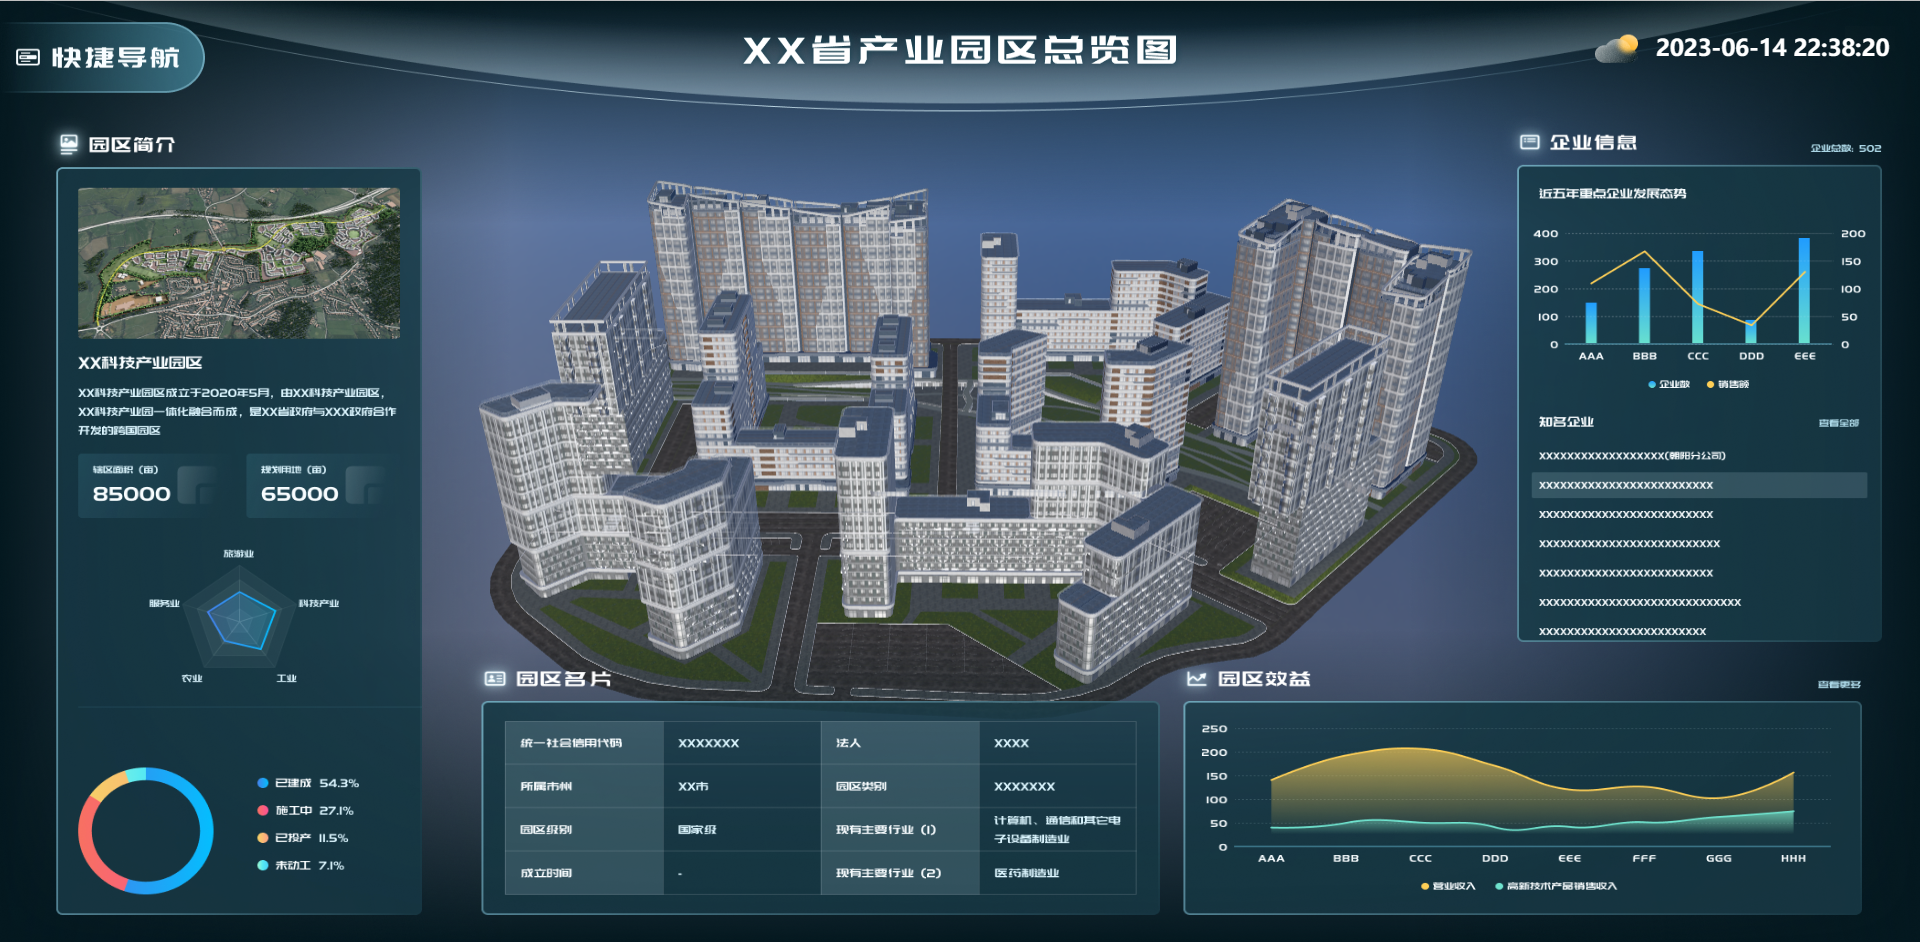 快捷导航
XX省产业园区总览图
2023-06-14 22:38:20
园区简介
XX科技产业园区
XX科技产业园区成立于2020年5月，由XX科技产业园区，
XX科技产业园一体化融合而成，是XX省政府与XXX政府合作
开发的跨国园区
辖区面积（亩）
85000
规划用地（亩）
65000
旅游业
服务业
科技产业
农业
工业
已建成 54.3%
施工中 27.1%
已投产 11.5%
未动工 7.1%
园区名片
统一社会信用代码 XXXXXXX 法人 XXXX
所属市州 XX市 园区类别 XXXXXXX
园区级别 国家级 现有主要行业（1） 计算机、通信和其它电
子设备制造业
成立时间 - 现有主要行业（2） 医药制造业
企业信息
企业总数: 502
近五年重点企业发展态势
400 200
300 150
200 100
100 50
0 0
AAA BBB CCC DDD EEE
企业数 销售额
知名企业
查看全部
XXXXXXXXXXXXXXXXXX(朝阳分公司)
XXXXXXXXXXXXXXXXXXXXXXXXX
XXXXXXXXXXXXXXXXXXXXXXXXX
XXXXXXXXXXXXXXXXXXXXXXXXXX
XXXXXXXXXXXXXXXXXXXXXXXXX
XXXXXXXXXXXXXXXXXXXXXXXXXXXXX
XXXXXXXXXXXXXXXXXXXXXXXX
园区效益
查看更多
250
200
150
100
50
0
AAA BBB CCC DDD EEE FFF GGG HHH
营业收入 高新技术产品销售收入